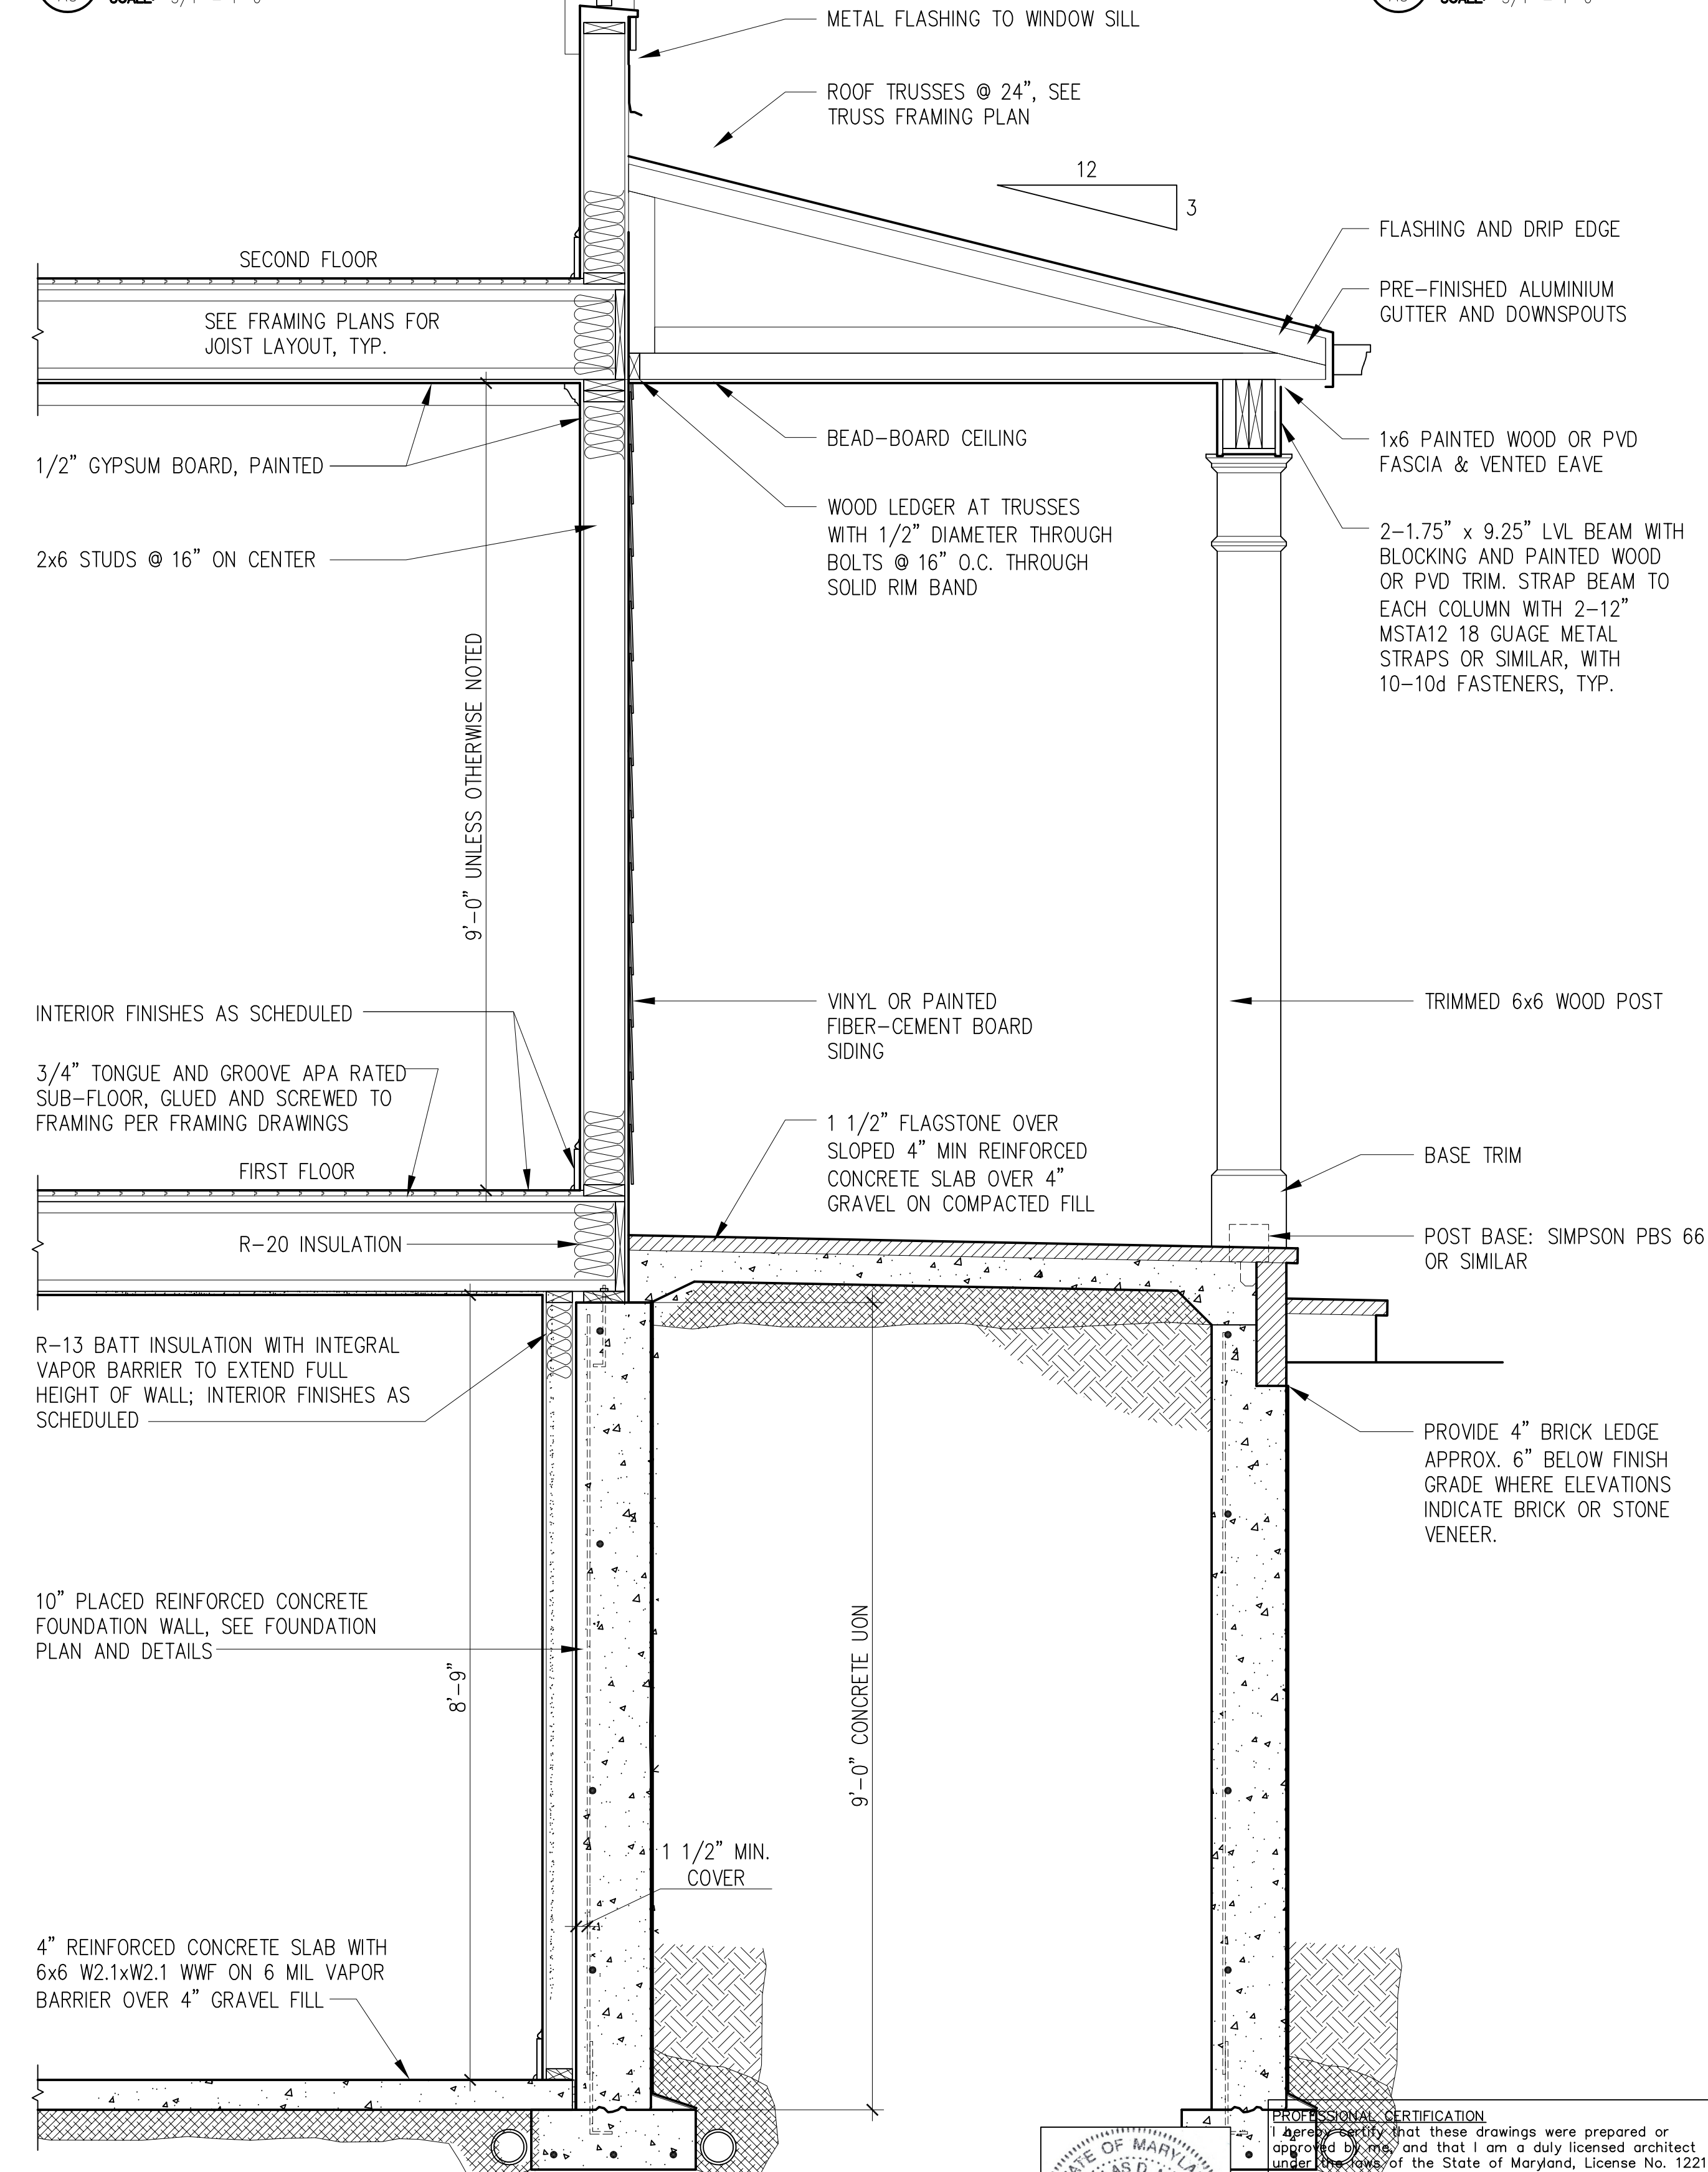 METAL FLASHING TO WINDOW SILL
ROOF TRUSSES @ 24”, SEE
TRUSS FRAMING PLAN
12
3
FLASHING AND DRIP EDGE
PRE-FINISHED ALUMINIUM
GUTTER AND DOWNSPOUTS
SECOND FLOOR
SEE FRAMING PLANS FOR
JOIST LAYOUT, TYP.
1/2” GYPSUM BOARD, PAINTED
BEAD-BOARD CEILING
1x6 PAINTED WOOD OR PVD
FASCIA & VENTED EAVE
2x6 STUDS @ 16” ON CENTER
WOOD LEDGER AT TRUSSES
WITH 1/2” DIAMETER THROUGH
BOLTS @ 16” O.C. THROUGH
SOLID RIM BAND
2-1.75” x 9.25” LVL BEAM WITH
BLOCKING AND PAINTED WOOD
OR PVD TRIM. STRAP BEAM TO
EACH COLUMN WITH 2-12”
MSTA12 18 GUAGE METAL
STRAPS OR SIMILAR, WITH
10-10d FASTENERS, TYP.
9’-0” UNLESS OTHERWISE NOTED
INTERIOR FINISHES AS SCHEDULED
VINYL OR PAINTED
FIBER-CEMENT BOARD
SIDING
TRIMMED 6x6 WOOD POST
3/4” TONGUE AND GROOVE APA RATED
SUB-FLOOR, GLUED AND SCREWED TO
FRAMING PER FRAMING DRAWINGS
FIRST FLOOR
1 1/2” FLAGSTONE OVER
SLOPED 4” MIN REINFORCED
CONCRETE SLAB OVER 4”
GRAVEL ON COMPACTED FILL
BASE TRIM
R-20 INSULATION
POST BASE: SIMPSON PBS 66
OR SIMILAR
R-13 BATT INSULATION WITH INTEGRAL
VAPOR BARRIER TO EXTEND FULL
HEIGHT OF WALL; INTERIOR FINISHES AS
SCHEDULED
PROVIDE 4” BRICK LEDGE
APPROX. 6” BELOW FINISH
GRADE WHERE ELEVATIONS
INDICATE BRICK OR STONE
VENEER.
10” PLACED REINFORCED CONCRETE
FOUNDATION WALL, SEE FOUNDATION
PLAN AND DETAILS
8’-9”
9’-0” CONCRETE UON
1 1/2” MIN.
COVER
4” REINFORCED CONCRETE SLAB WITH
6x6 W2.1xW2.1 WWF ON 6 MIL VAPOR
BARRIER OVER 4” GRAVEL FILL
OF MARYLA
PROFESSIONAL CERTIFICATION
I hereby certify that these drawings were prepared or
approved by me, and that I am a duly licensed architect
under the laws of the State of Maryland, License No. 1221